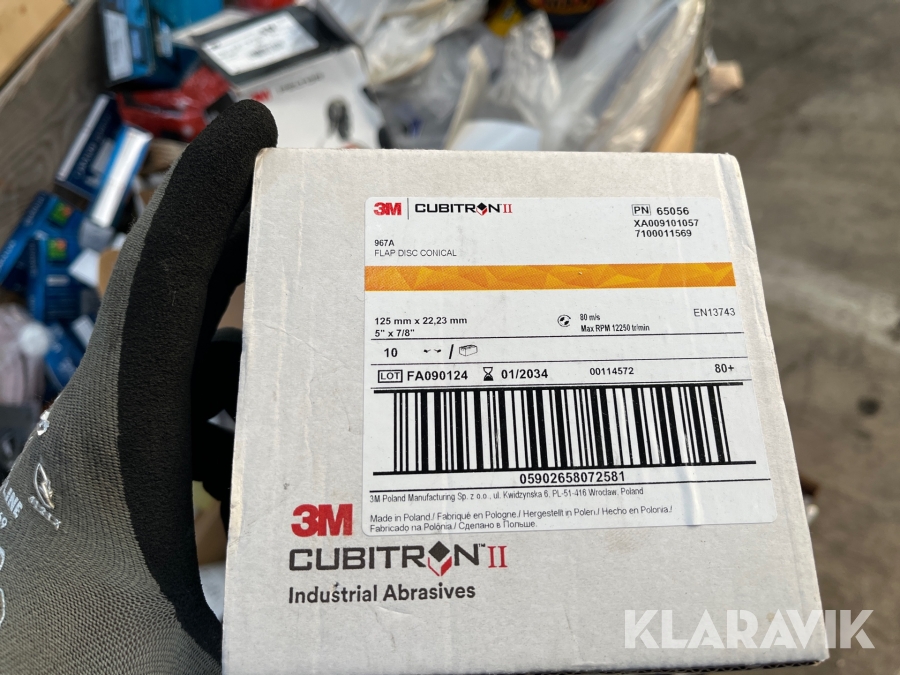 3M CUBITRON II
PN 65056
XA009101057
7100011569
967A
FLAP DISC CONICAL
125 mm x 22,23 mm
5" x 7/8"
80 m/s
Max RPM 12250 tr/min
EN13743
10 /
LOT FA090124 01/2034 00114572 80+
05902658072581
3M Poland Manufacturing Sp. z o.o., ul. Kwidzynska 6, PL-51-416 Wrocław, Poland
Made in Poland./ Fabriqué en Pologne./ Hergestellt in Polen./ Hecho en Polonia./
Fabricado na Polónia./ Сделано в Польше.
3M
CUBITRON™ II
Industrial Abrasives
KLARAVIK